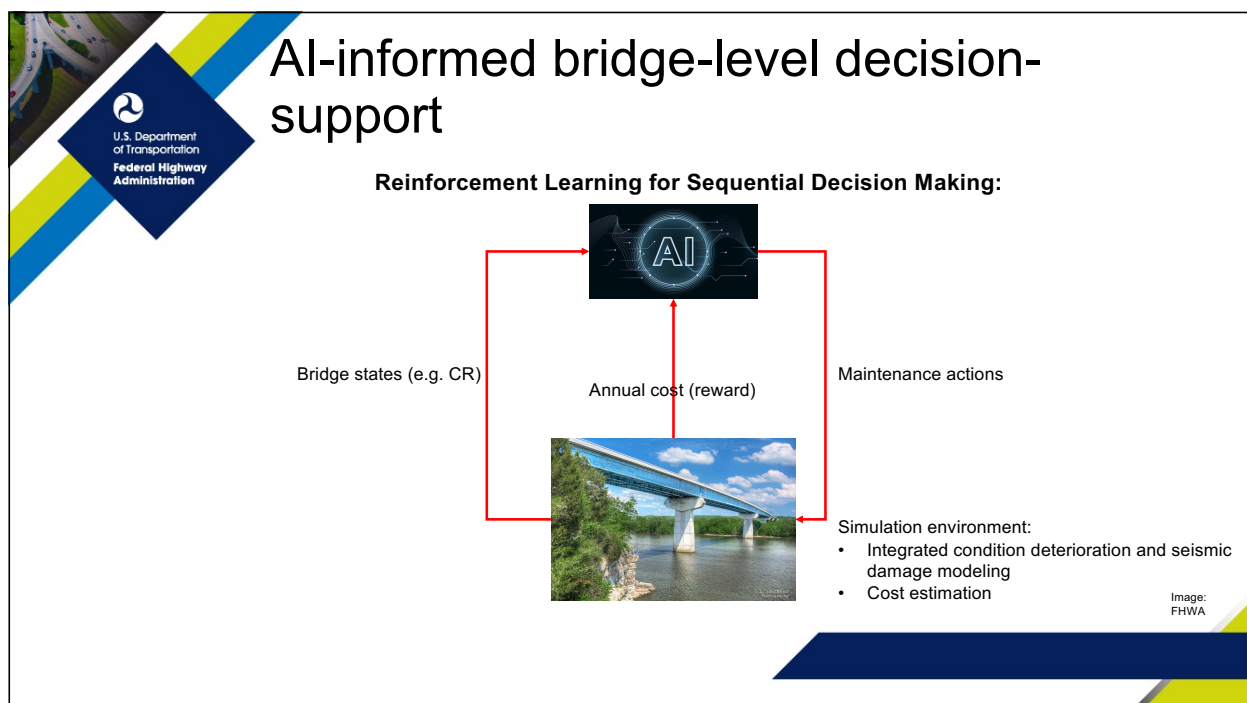 AI-informed bridge-level decision-
support
U.S. Department
of Transportation
Federal Highway
Administration
Reinforcement Learning for Sequential Decision Making:
AI
Bridge states (e.g. CR)
Annual cost (reward)
Maintenance actions
Simulation environment:
• Integrated condition deterioration and seismic
damage modeling
• Cost estimation
Image:
FHWA